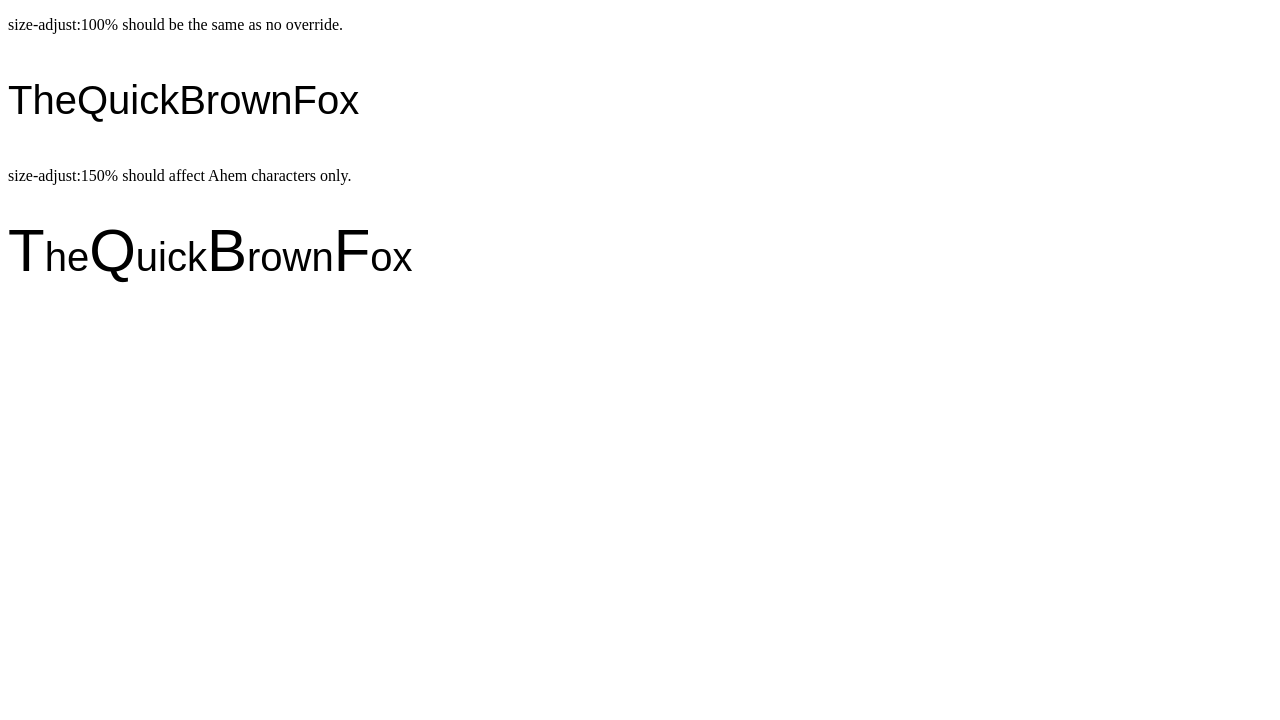 size-adjust:100% should be the same as no override.
TheQuickBrownFox
size-adjust:150% should affect Ahem characters only.
TheQuickBrownFox